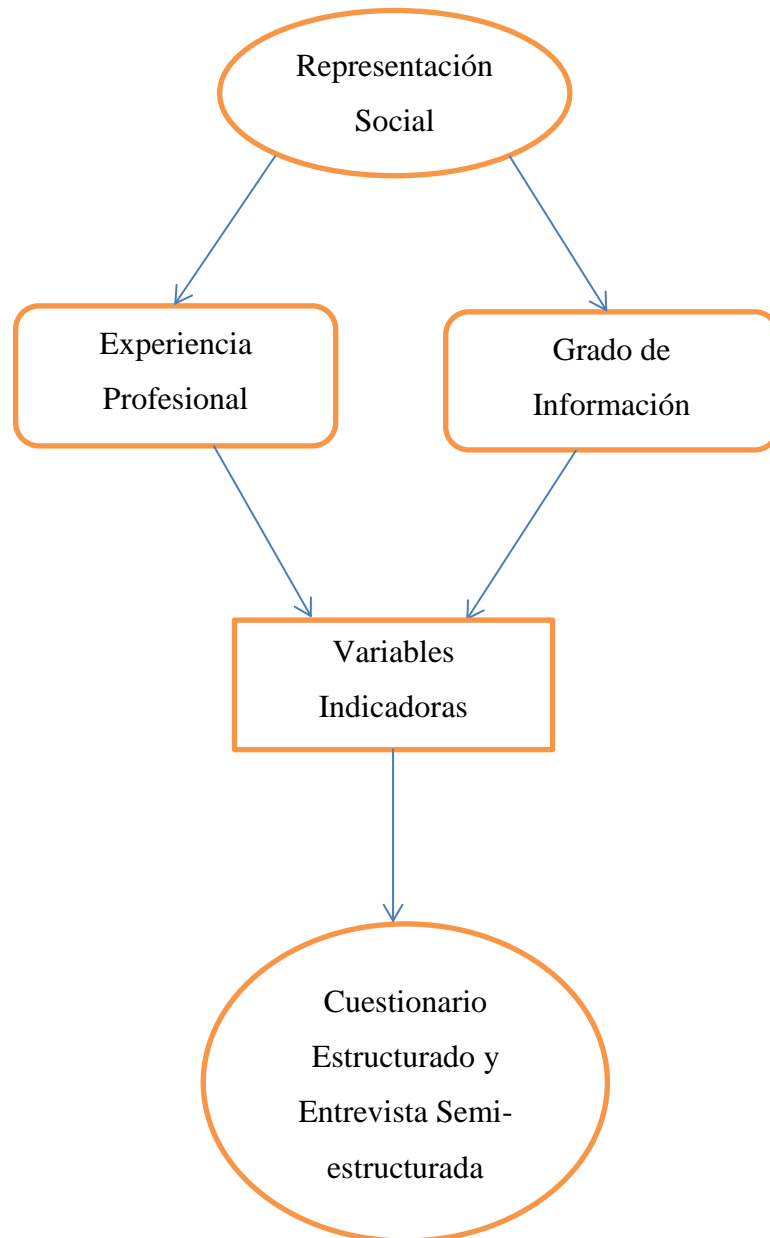 Representación
Social
Experiencia
Profesional
Grado de
Información
Variables
Indicadoras
Cuestionario
Estructurado y
Entrevista Semi-
estructurada